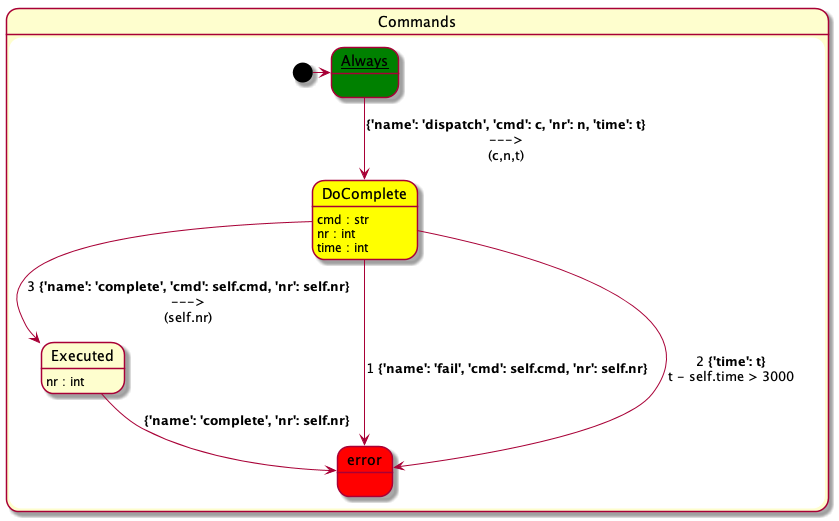 Commands
Always
{'name': 'dispatch', 'cmd': c, 'nr': n, 'time': t}
--->
(c,n,t)
DoComplete
cmd : str
nr : int
time : int
3 {'name': 'complete', 'cmd': self.cmd, 'nr': self.nr}
--->
(self.nr)
Executed
nr : int
1 {'name': 'fail', 'cmd': self.cmd, 'nr': self.nr}
2 {'time': t}
t - self.time > 3000
{'name': 'complete', 'nr': self.nr}
error